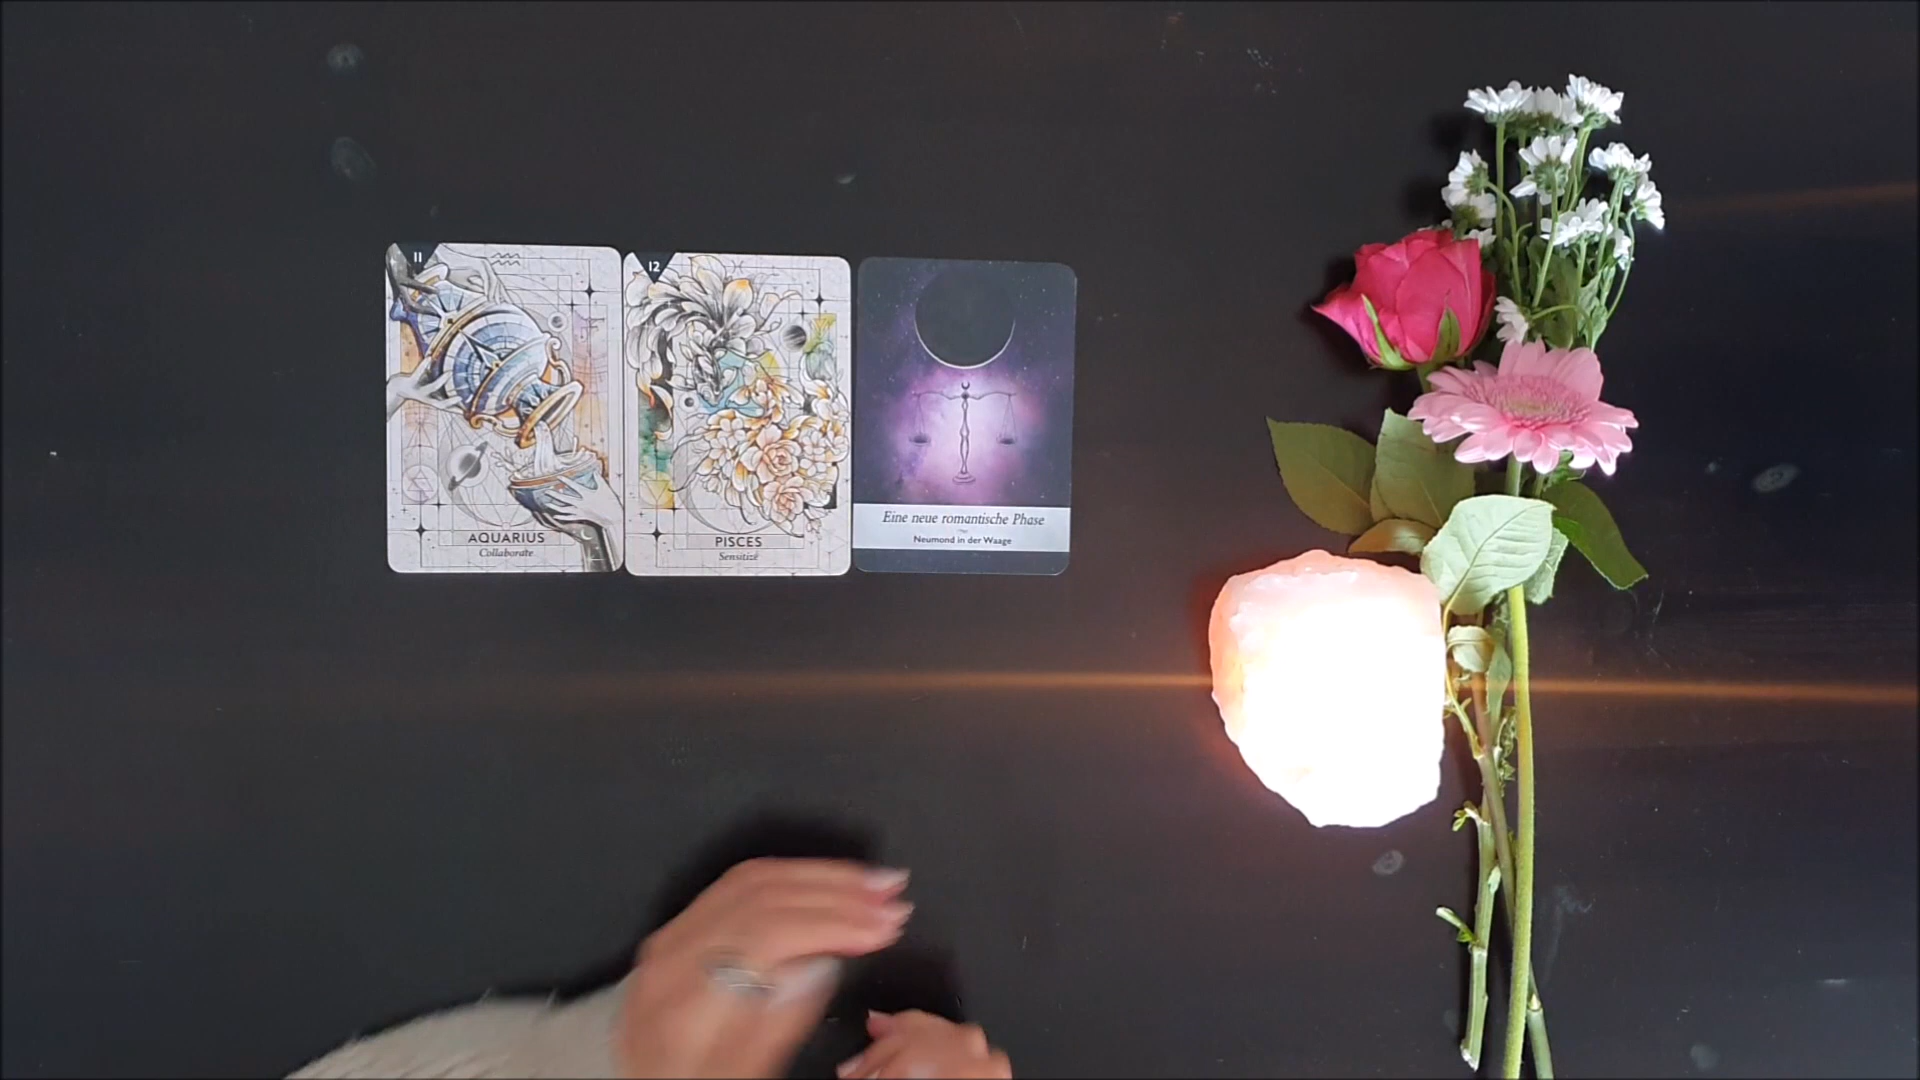 11
AQUARIUS
Collaborate
12
PISCES
Sensitize
Eine neue romantische Phase
Neumond in der Waage